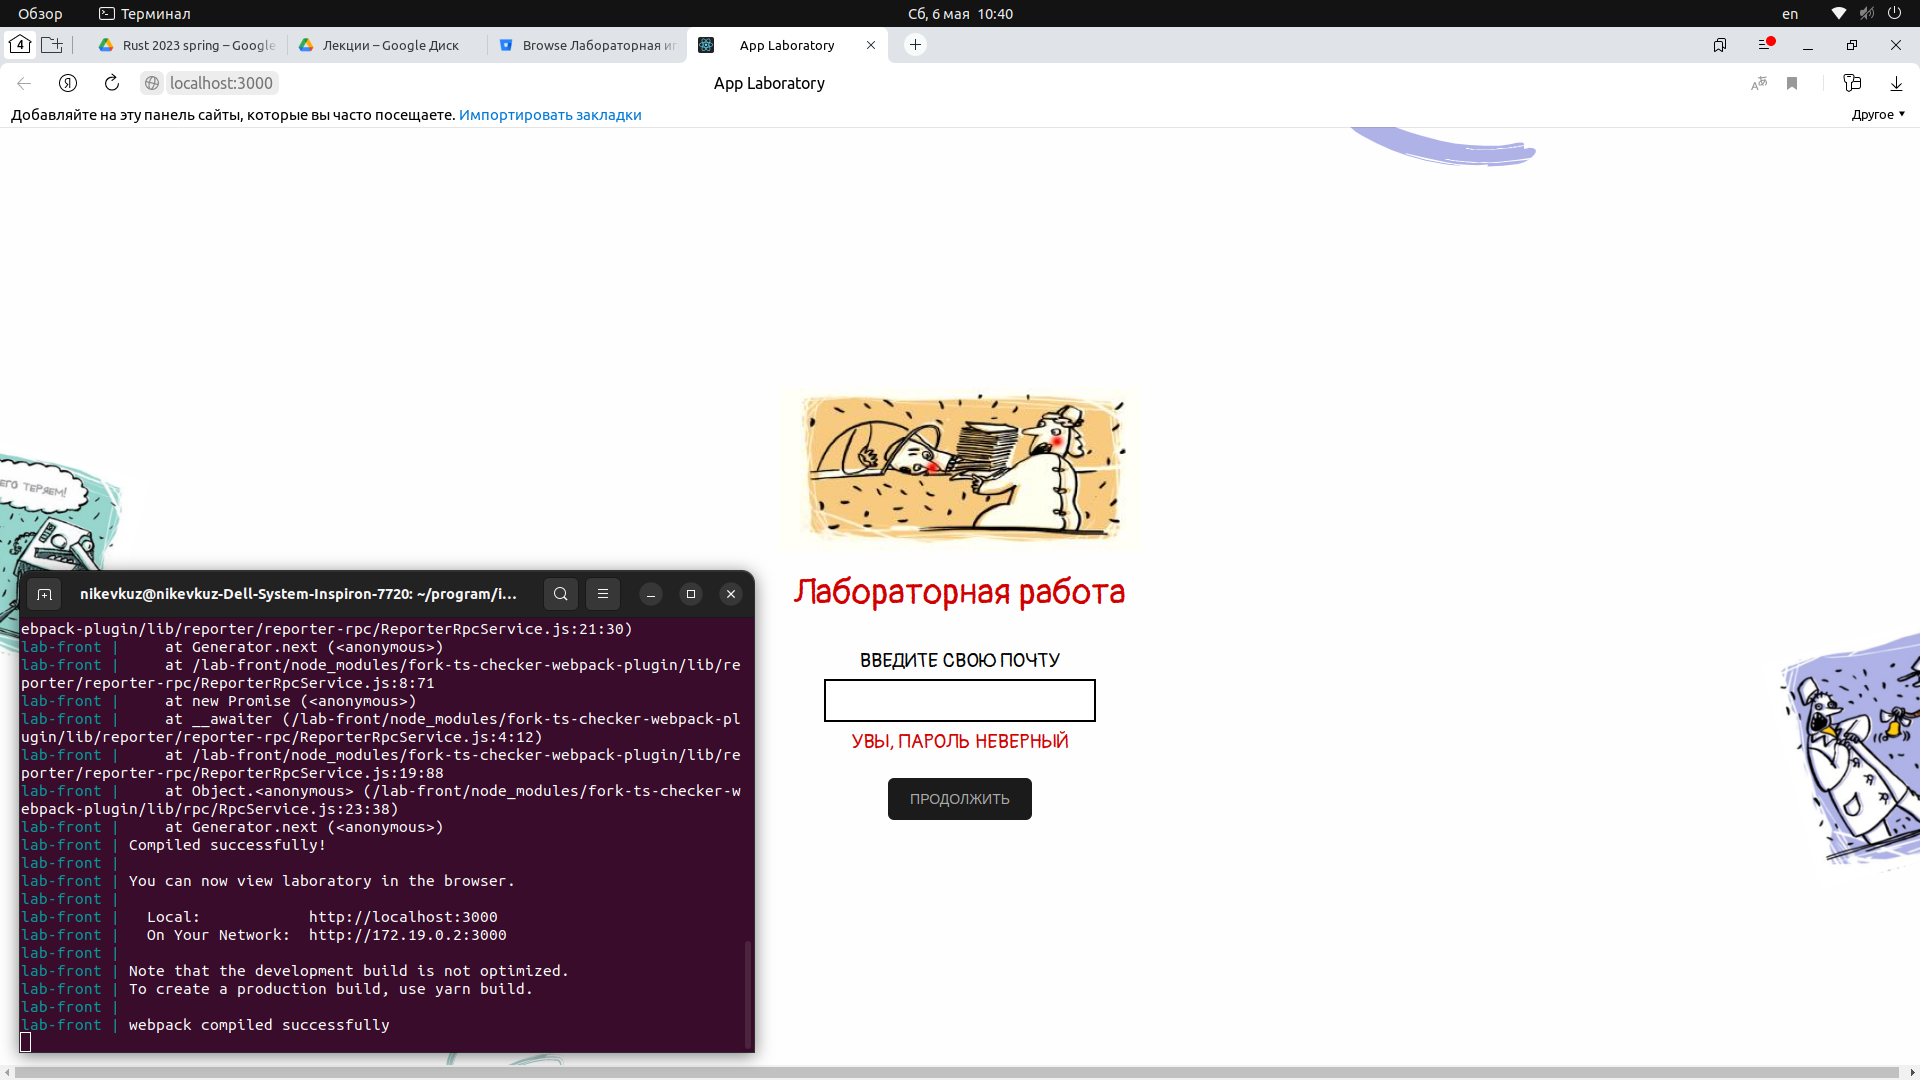 Обзор
Терминал
Сб, 6 мая 10:40
en
4
Rust 2023 spring – Google
Лекции – Google Диск
Browse Лабораторная иг
App Laboratory
Я
localhost:3000
App Laboratory
Добавляйте на эту панель сайты, которые вы часто посещаете. Импортировать закладки
Другое
ЕГО ТЕРЯЕМ!
Лабораторная работа
ВВЕДИТЕ СВОЮ ПОЧТУ
УВЫ, ПАРОЛЬ НЕВЕРНЫЙ
ПРОДОЛЖИТЬ
nikevkuz@nikevkuz-Dell-System-Inspiron-7720: ~/program/i...
ebpack-plugin/lib/reporter/reporter-rpc/ReporterRpcService.js:21:30)
lab-front |     at Generator.next (<anonymous>)
lab-front |     at /lab-front/node_modules/fork-ts-checker-webpack-plugin/lib/re
porter/reporter-rpc/ReporterRpcService.js:8:71
lab-front |     at new Promise (<anonymous>)
lab-front |     at __awaiter (/lab-front/node_modules/fork-ts-checker-webpack-pl
ugin/lib/reporter/reporter-rpc/ReporterRpcService.js:4:12)
lab-front |     at /lab-front/node_modules/fork-ts-checker-webpack-plugin/lib/re
porter/reporter-rpc/ReporterRpcService.js:19:88
lab-front |     at Object.<anonymous> (/lab-front/node_modules/fork-ts-checker-w
ebpack-plugin/lib/rpc/RpcService.js:23:38)
lab-front |     at Generator.next (<anonymous>)
lab-front | Compiled successfully!
lab-front |
lab-front | You can now view laboratory in the browser.
lab-front |
lab-front |   Local:            http://localhost:3000
lab-front |   On Your Network:  http://172.19.0.2:3000
lab-front |
lab-front | Note that the development build is not optimized.
lab-front | To create a production build, use yarn build.
lab-front |
lab-front | webpack compiled successfully